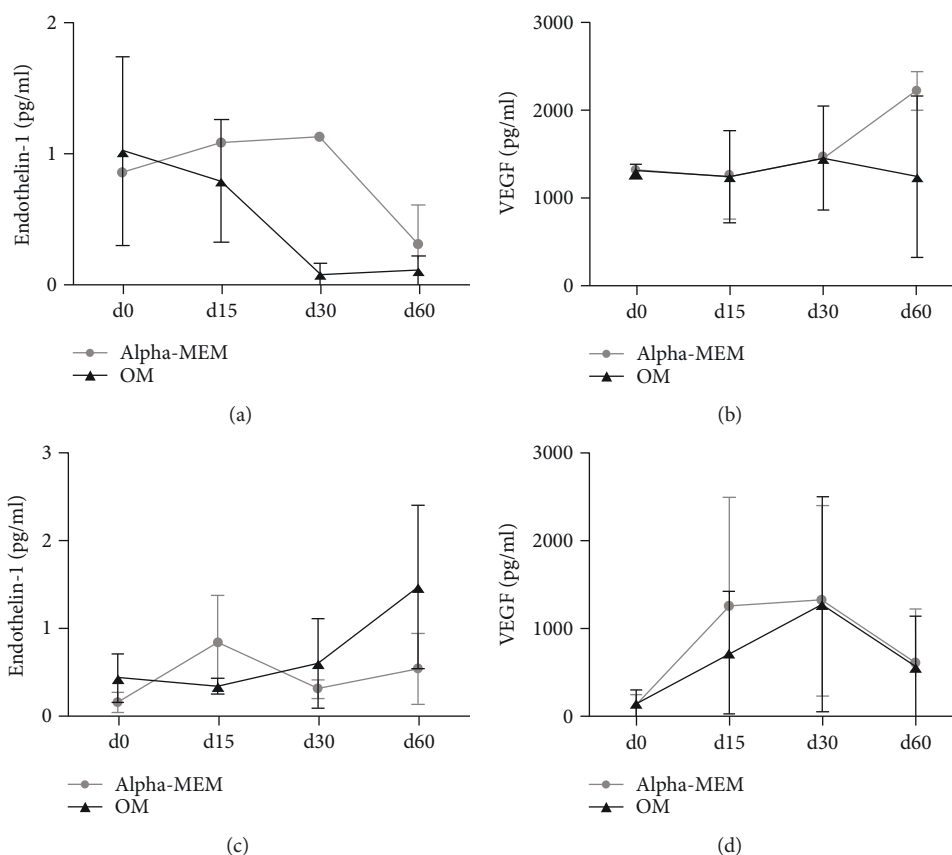 2
1
0
Endothelin-1 (pg/ml)
d0 d15 d30 d60
Alpha-MEM
OM
(a)
3000
2000
1000
0
VEGF (pg/ml)
d0 d15 d30 d60
Alpha-MEM
OM
(b)
3
2
1
0
Endothelin-1 (pg/ml)
d0 d15 d30 d60
Alpha-MEM
OM
(c)
3000
2000
1000
0
VEGF (pg/ml)
d0 d15 d30 d60
Alpha-MEM
OM
(d)